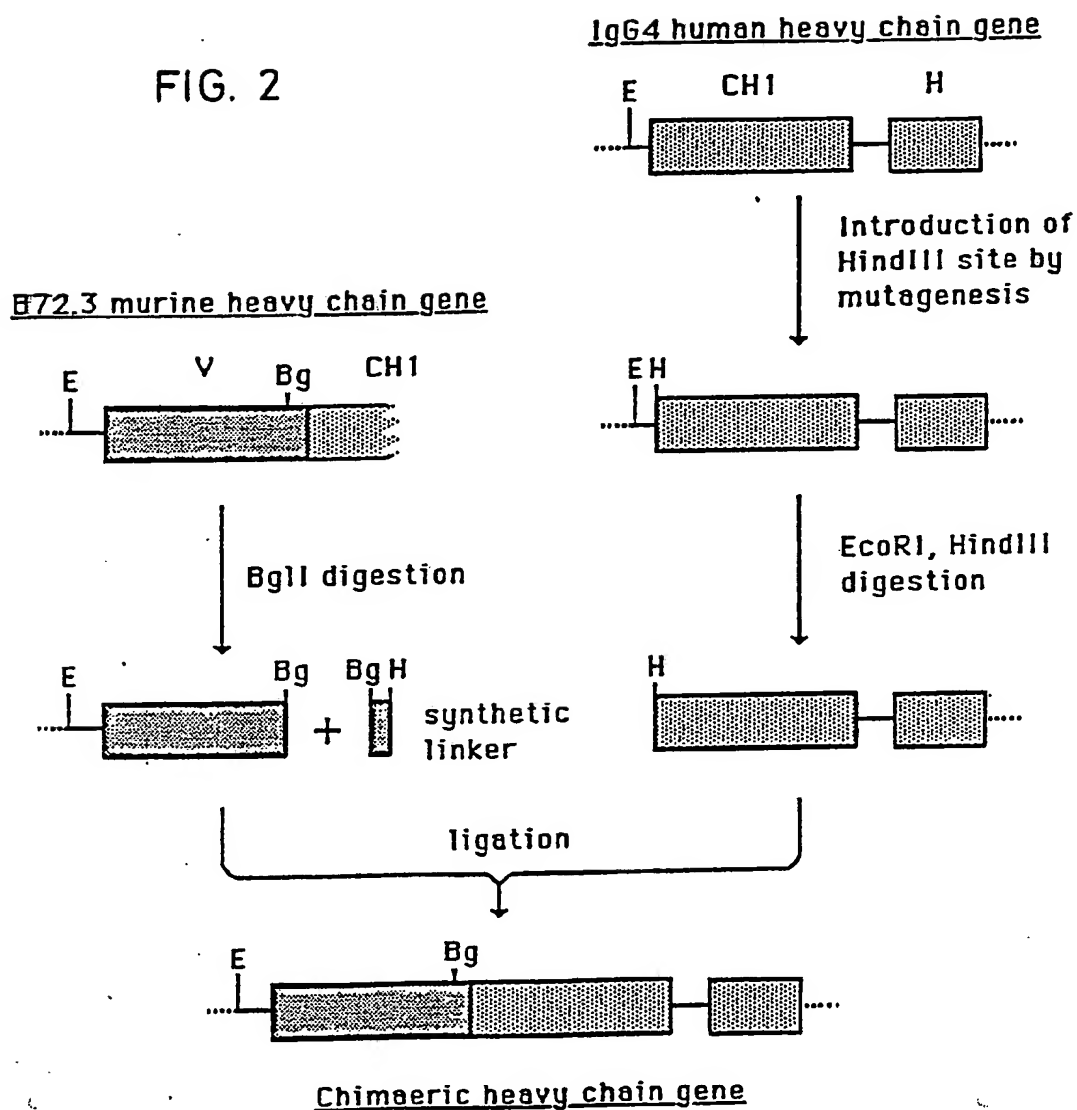 FIG. 2
IgG4 human heavy chain gene
E CH1 H
Introduction of
HindIII site by
mutagenesis
B72.3 murine heavy chain gene
E V Bg CH1
E H
BglI digestion
EcoR1, HindIII
digestion
E Bg + Bg H
synthetic
linker
H
ligation
E Bg
Chimaeric heavy chain gene